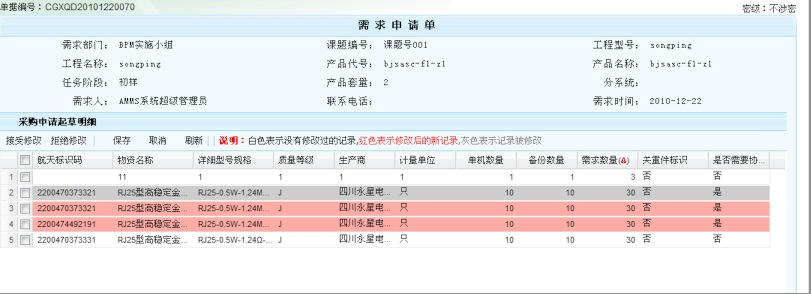 单据编号：CGXQD20101220070 密级：不涉密
需求申请单
需求部门： BPM实施小组 课题编号： 课题号001 工程型号： songping
工程名称： songping 产品代号： bjsasc-fl-zl 产品名称： bjsasc-fl-zl
任务阶段： 初样 产品套量： 2 分系统：
需求人： AMMS系统超级管理员 联系电话： 需求时间： 2010-12-22
采购申请起草明细
接受修改 拒绝修改 保存 取消 刷新 说明：白色表示没有修改过的记录,红色表示修改后的新记录,灰色表示记录被修改
航天标识码 物资名称 详细型号规格 质量等级 生产商 计量单位 单机数量 备份数量 需求数量(Δ) 关重件标识 是否需要协...
1 11 1 1 1 1 1 1 3 否 否
2 2200470373321 RJ25型高稳定金... RJ25-0.5W-1.24M... J 四川永星电... 只 10 10 30 否 是
3 2200470373321 RJ25型高稳定金... RJ25-0.5W-1.24M... J 四川永星电... 只 10 10 30 否 是
4 2200474492191 RJ25型高稳定金... RJ25-0.5W-1.24M... J 四川永星电... 只 10 10 30 否 是
5 2200470373331 RJ25型高稳定金... RJ25-0.5W-1.24Ω-... J 四川永星电... 只 10 10 30 否 否